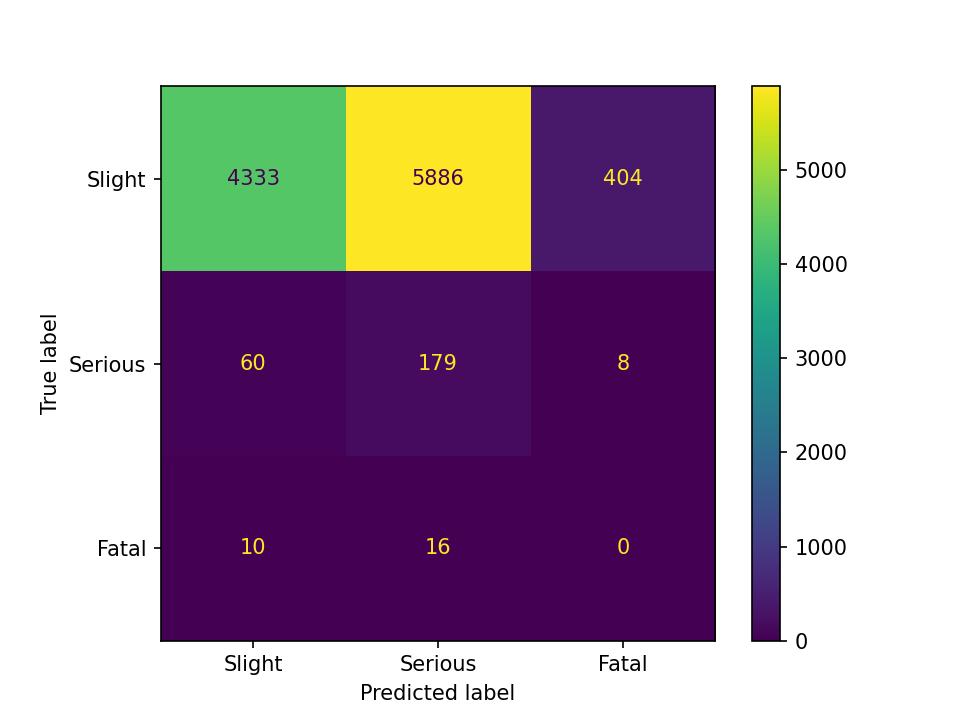 Slight 4333 5886 404
Serious 60 179 8
Fatal 10 16 0
Slight Serious Fatal
Predicted label
True label
5000
4000
3000
2000
1000
0